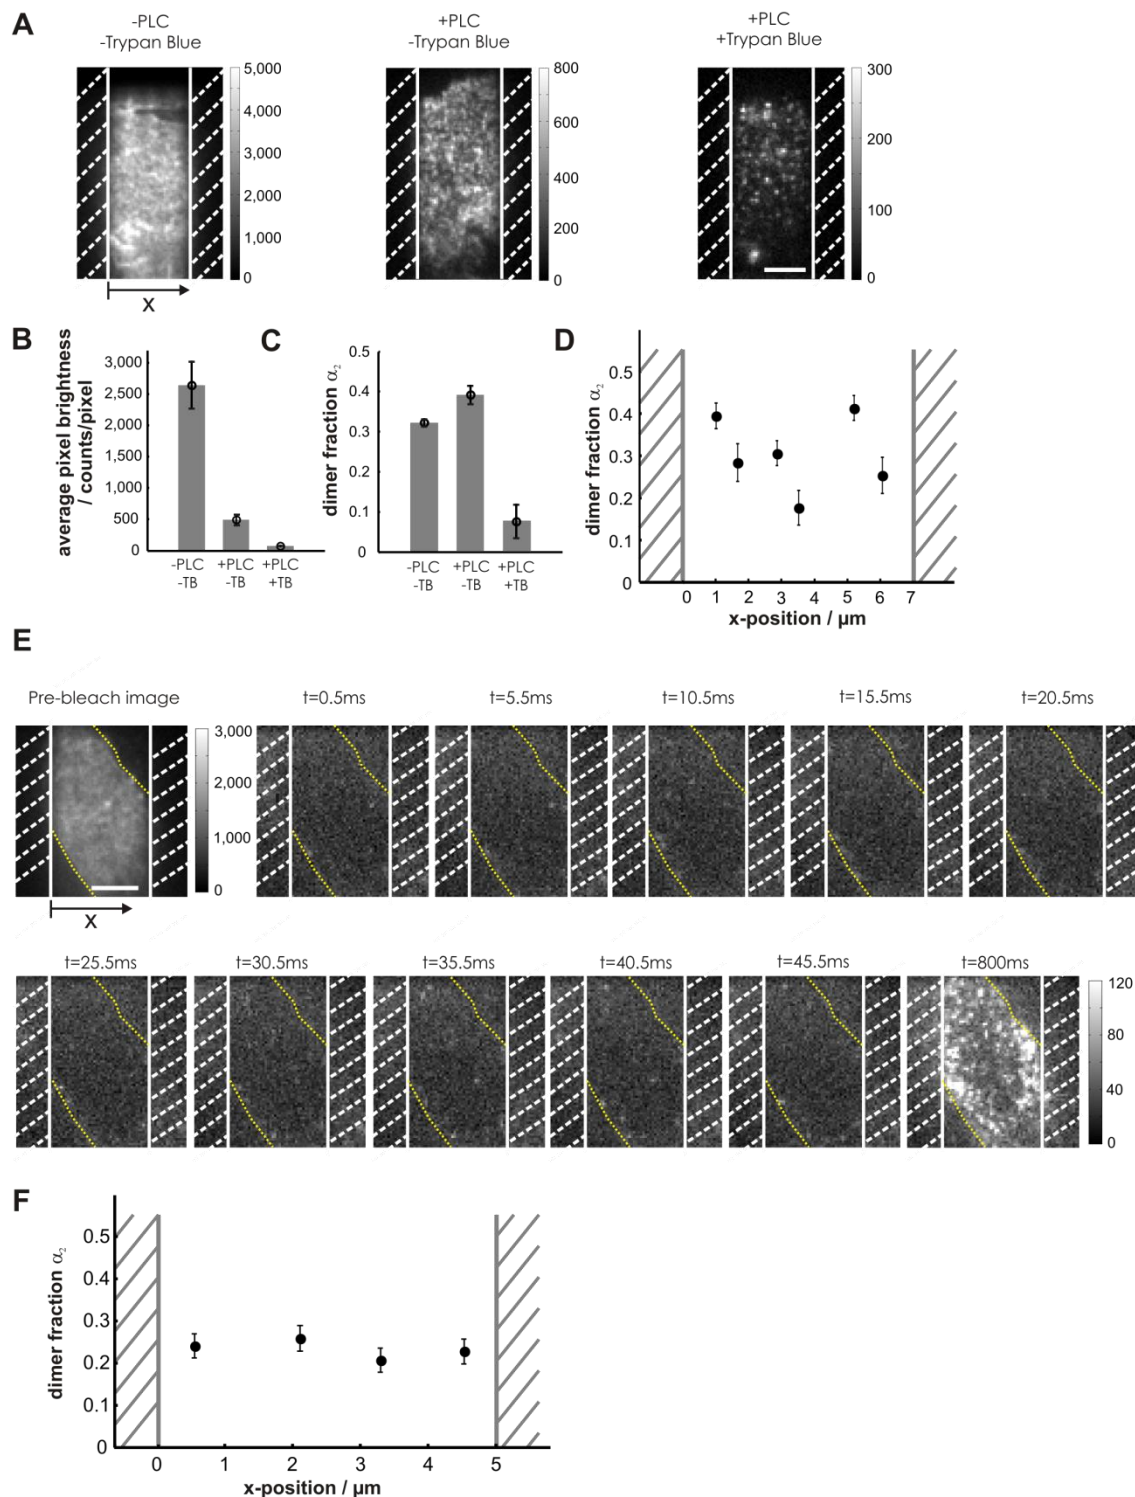 A
-PLC
-Trypan Blue
+PLC
-Trypan Blue
+PLC
+Trypan Blue
5,000
4,000
3,000
2,000
1,000
0
800
600
400
200
0
300
200
100
0
x
B
average pixel brightness
/ counts/pixel
3,000
2,500
2,000
1,500
1,000
500
0
-PLC +PLC +PLC
-TB -TB +TB
C
dimer fraction α₂
0.5
0.4
0.3
0.2
0.1
0
-PLC +PLC +PLC
-TB -TB +TB
D
dimer fraction α₂
0.5
0.4
0.3
0.2
0.1
0
0 1 2 3 4 5 6 7
x-position / µm
E
Pre-bleach image
t=0.5ms
t=5.5ms
t=10.5ms
t=15.5ms
t=20.5ms
3,000
2,000
1,000
0
x
t=25.5ms
t=30.5ms
t=35.5ms
t=40.5ms
t=45.5ms
t=800ms
120
80
40
0
F
dimer fraction α₂
0.5
0.4
0.3
0.2
0.1
0
0 1 2 3 4 5
x-position / µm